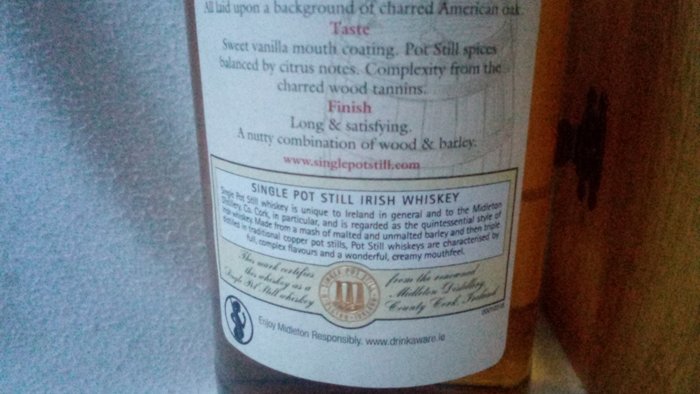 All laid upon a background of charred American oak.
Taste
Sweet vanilla mouth coating. Pot Still spices
balanced by citrus notes. Complexity from the
charred wood tannins.
Finish
Long & satisfying.
A nutty combination of wood & barley.
www.singlepotstill.com
SINGLE POT STILL IRISH WHISKEY
Single Pot Still whiskey is unique to Ireland in general and to the Midleton
Distillery, Co. Cork, in particular, and is regarded as the quintessential style of
Irish whiskey. Made from a mash of malted and unmalted barley and then triple
distilled in traditional copper pot stills, Pot Still whiskeys are characterised by
full, complex flavours and a wonderful, creamy mouthfeel.
This mark certifies
this whiskey as a
Single Pot Still whiskey
SINGLE POT STILL
MIDLETON · IRELAND
from the renowned
Midleton Distillery,
County Cork, Ireland
Enjoy Midleton Responsibly. www.drinkaware.ie